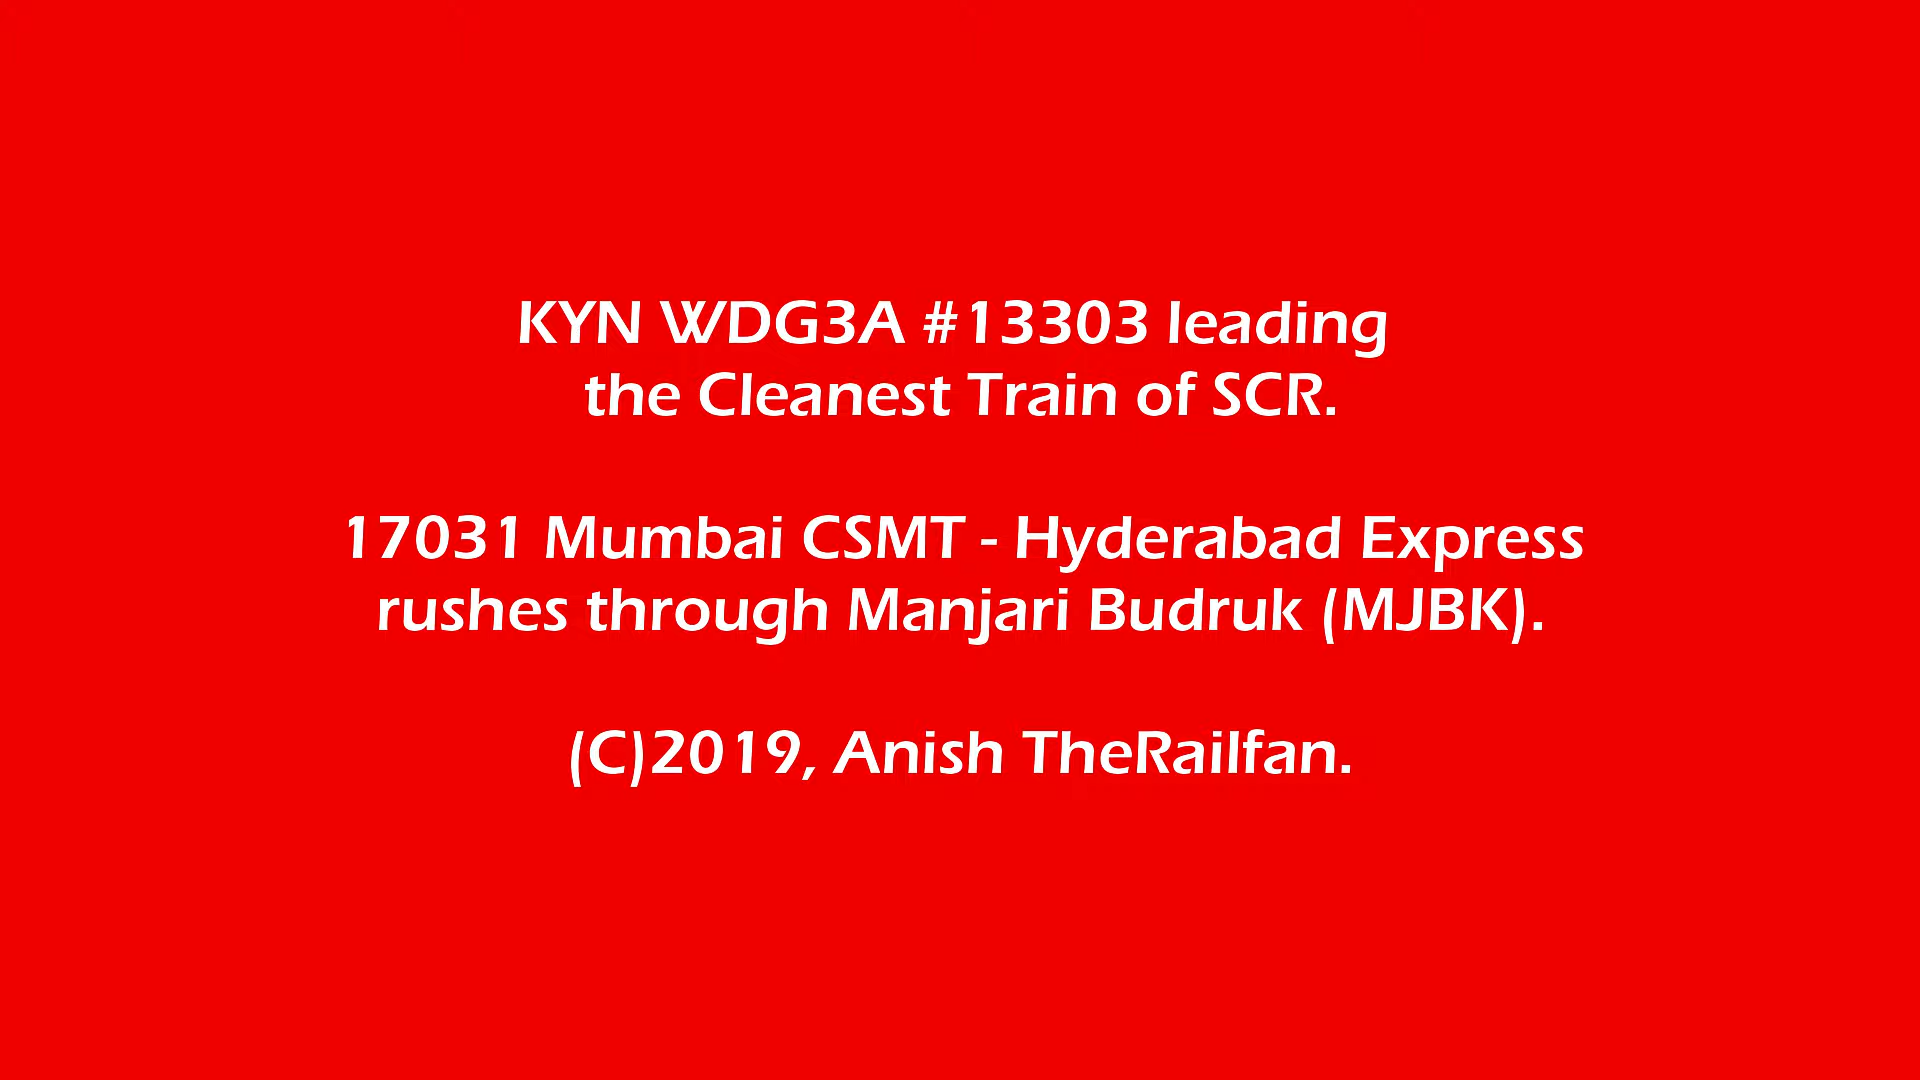 KYN WDG3A #13303 leading
the Cleanest Train of SCR.
17031 Mumbai CSMT - Hyderabad Express
rushes through Manjari Budruk (MJBK).
(C)2019, Anish TheRailfan.